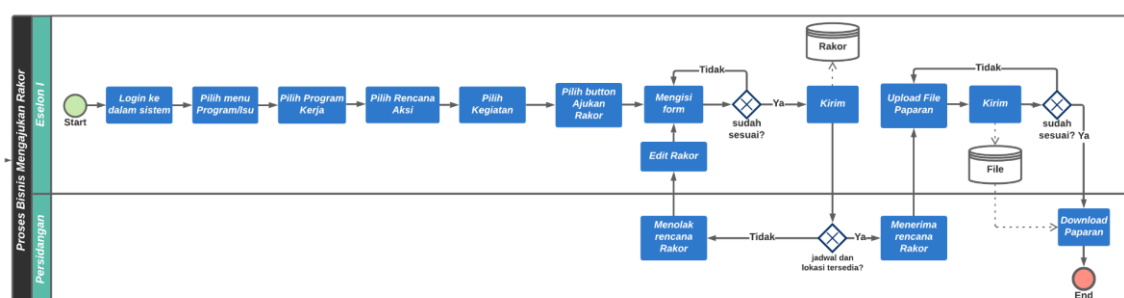 Proses Bisnis Mengajukan Rakor
Eselon I
Persidangan
Start
Login ke
dalam sistem
Pilih menu
Program/Isu
Pilih Program
Kerja
Pilih Rencana
Aksi
Pilih
Kegiatan
Pilih button
Ajukan
Rakor
Mengisi
form
Tidak
sudah
sesuai?
Ya
Kirim
Rakor
Edit Rakor
Upload File
Paparan
Kirim
Tidak
sudah
sesuai?
Ya
File
Menolak
rencana
Rakor
Tidak
jadwal dan
lokasi tersedia?
Ya
Menerima
rencana
Rakor
Download
Paparan
End